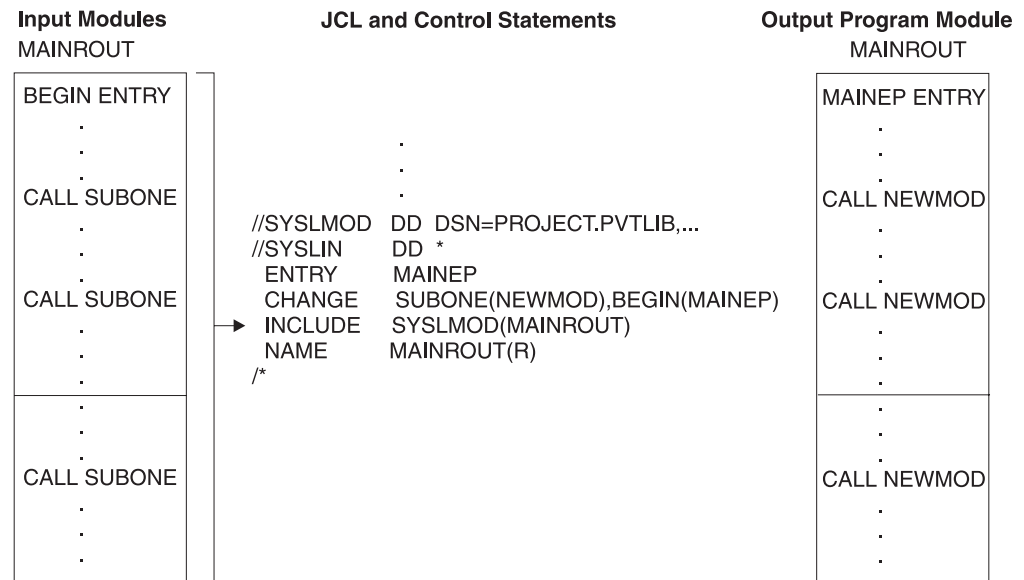 Input Modules
MAINROUT
BEGIN ENTRY
.
.
.
CALL SUBONE
.
.
.
CALL SUBONE
.
.
.
.
.
.
CALL SUBONE
.
.
.
JCL and Control Statements
.
.
.
//SYSLMOD DD DSN=PROJECT.PVTLIB,...
//SYSLIN DD *
ENTRY MAINEP
CHANGE SUBONE(NEWMOD),BEGIN(MAINEP)
INCLUDE SYSLMOD(MAINROUT)
NAME MAINROUT(R)
/*
Output Program Module
MAINROUT
MAINEP ENTRY
.
.
.
CALL NEWMOD
.
.
.
CALL NEWMOD
.
.
.
.
.
.
CALL NEWMOD
.
.
.